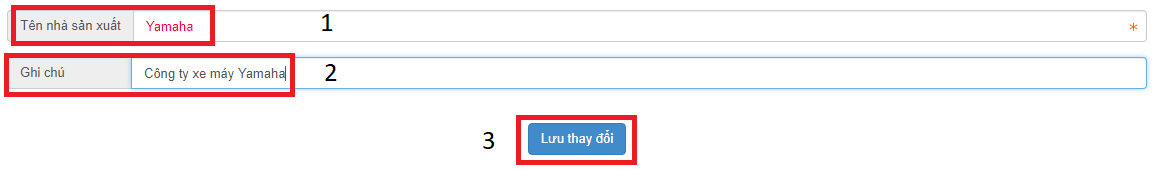 Tên nhà sản xuất Yamaha 1 *
Ghi chú Công ty xe máy Yamaha 2
3 Lưu thay đổi